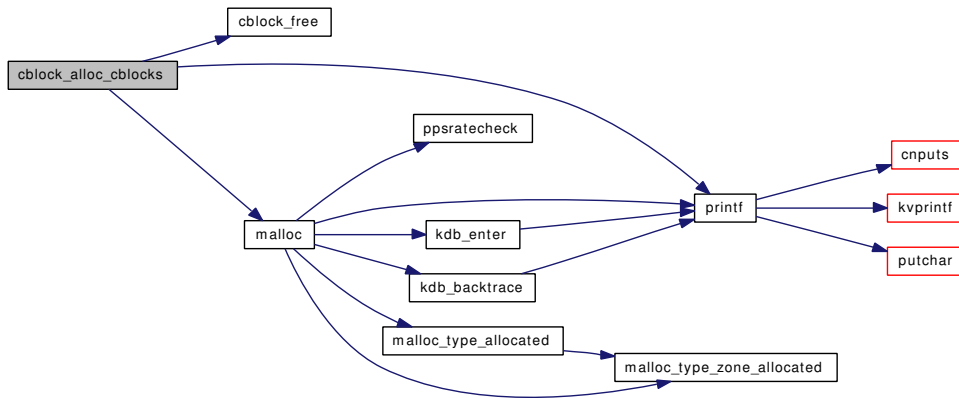 cblock_free
cblock_alloc_cblocks
ppsratecheck
cnputs
malloc
kdb_enter
printf
kvprintf
kdb_backtrace
putchar
malloc_type_allocated
malloc_type_zone_allocated